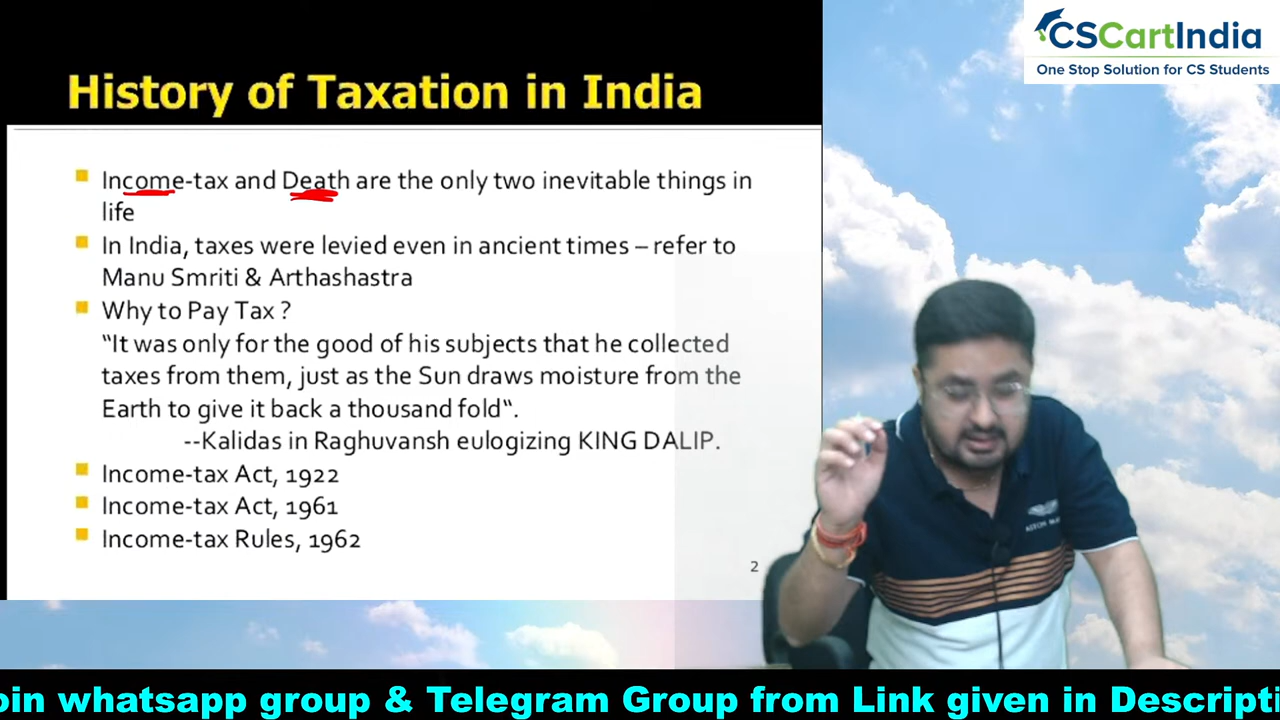 CSCartIndia
One Stop Solution for CS Students
History of Taxation in India
Income-tax and Death are the only two inevitable things in
life
In India, taxes were levied even in ancient times – refer to
Manu Smriti & Arthashastra
Why to Pay Tax ?
“It was only for the good of his subjects that he collected
taxes from them, just as the Sun draws moisture from the
Earth to give it back a thousand fold“.
--Kalidas in Raghuvansh eulogizing KING DALIP.
Income-tax Act, 1922
Income-tax Act, 1961
Income-tax Rules, 1962
2
oin whatsapp group & Telegram Group from Link given in Descripti